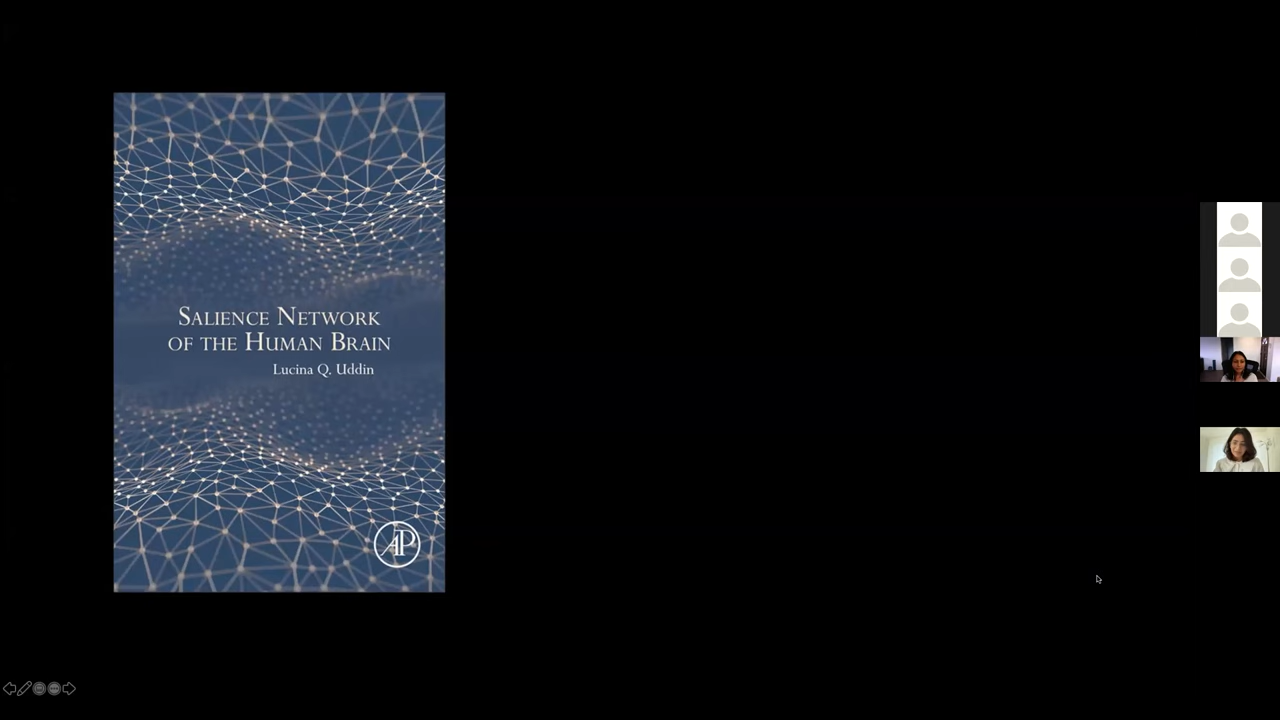 Salience Network
of the Human Brain
Lucina Q. Uddin
AP